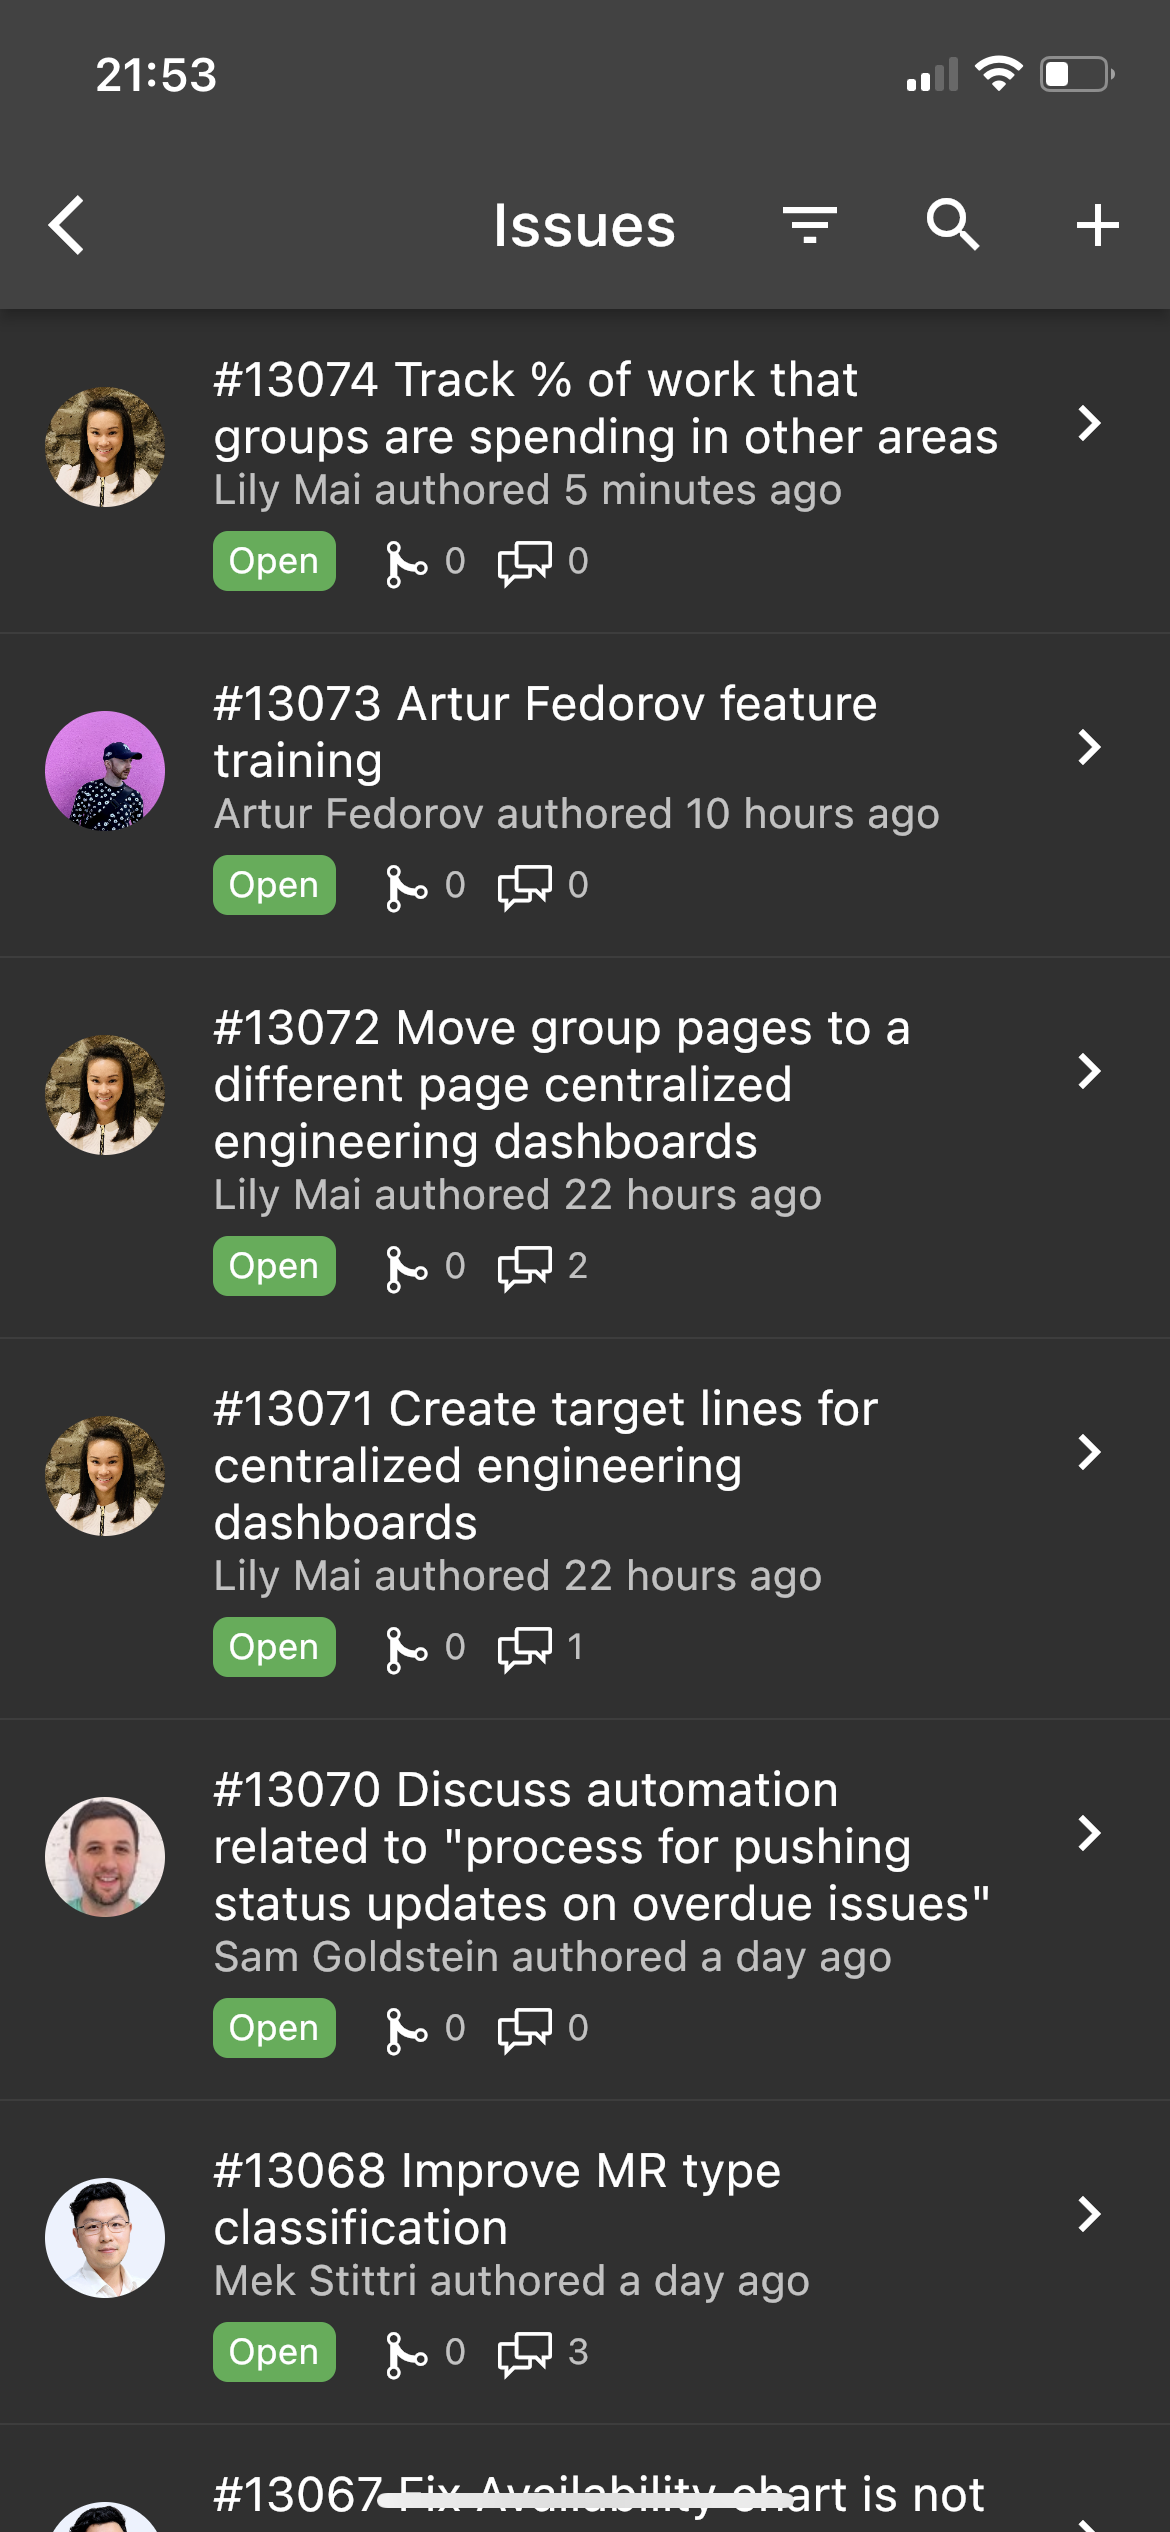 21:53
Issues
#13074 Track % of work that
groups are spending in other areas
Lily Mai authored 5 minutes ago
Open 0 0
#13073 Artur Fedorov feature
training
Artur Fedorov authored 10 hours ago
Open 0 0
#13072 Move group pages to a
different page centralized
engineering dashboards
Lily Mai authored 22 hours ago
Open 0 2
#13071 Create target lines for
centralized engineering
dashboards
Lily Mai authored 22 hours ago
Open 0 1
#13070 Discuss automation
related to "process for pushing
status updates on overdue issues"
Sam Goldstein authored a day ago
Open 0 0
#13068 Improve MR type
classification
Mek Stittri authored a day ago
Open 0 3
#13067 Fix Availability chart is not